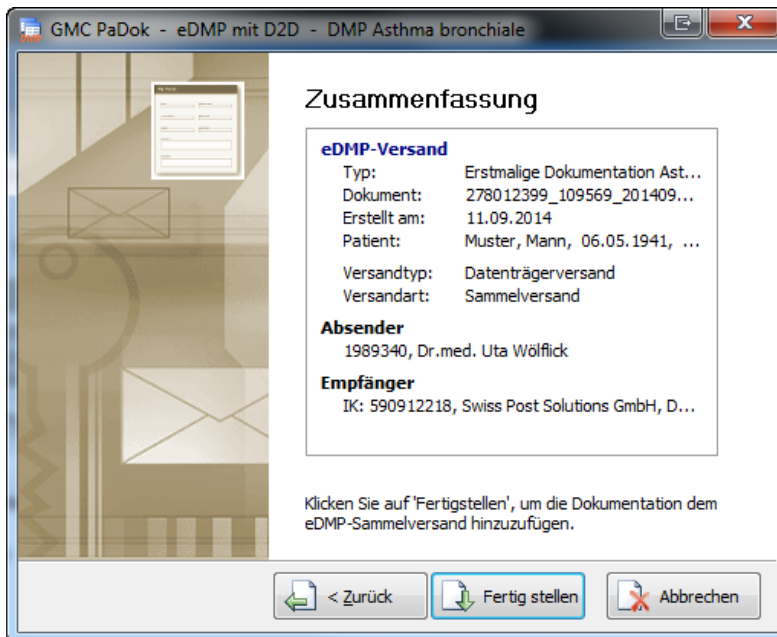 GMC PaDok - eDMP mit D2D - DMP Asthma bronchiale
Zusammenfassung
eDMP-Versand
Typ: Erstmalige Dokumentation Ast...
Dokument: 278012399_109569_201409...
Erstellt am: 11.09.2014
Patient: Muster, Mann, 06.05.1941, ...
Versandtyp: Datenträgerversand
Versandart: Sammelversand
Absender
1989340, Dr.med. Uta Wölflick
Empfänger
IK: 590912218, Swiss Post Solutions GmbH, D...
Klicken Sie auf 'Fertigstellen', um die Dokumentation dem
eDMP-Sammelversand hinzuzufügen.
< Zurück
Fertig stellen
Abbrechen